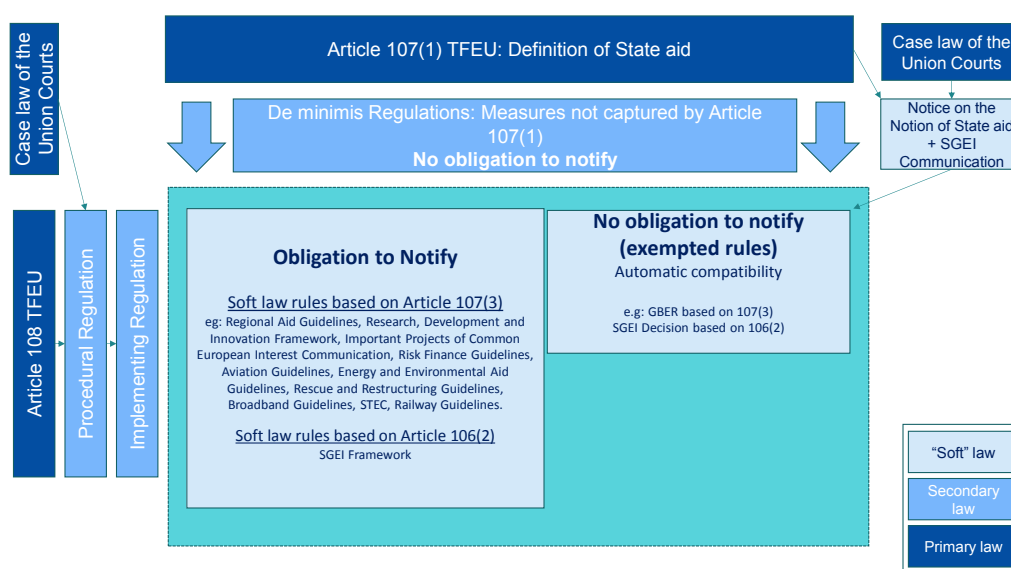 Case law of the
Union Courts
Article 107(1) TFEU: Definition of State aid
Case law of the
Union Courts
De minimis Regulations: Measures not captured by Article
107(1)
No obligation to notify
Notice on the
Notion of State aid
+ SGEI
Communication
Article 108 TFEU
Procedural Regulation
Implementing Regulation
Obligation to Notify
Soft law rules based on Article 107(3)
eg: Regional Aid Guidelines, Research, Development and
Innovation Framework, Important Projects of Common
European Interest Communication, Risk Finance Guidelines,
Aviation Guidelines, Energy and Environmental Aid
Guidelines, Rescue and Restructuring Guidelines,
Broadband Guidelines, STEC, Railway Guidelines.
Soft law rules based on Article 106(2)
SGEI Framework
No obligation to notify
(exempted rules)
Automatic compatibility
e.g: GBER based on 107(3)
SGEI Decision based on 106(2)
“Soft” law
Secondary
law
Primary law